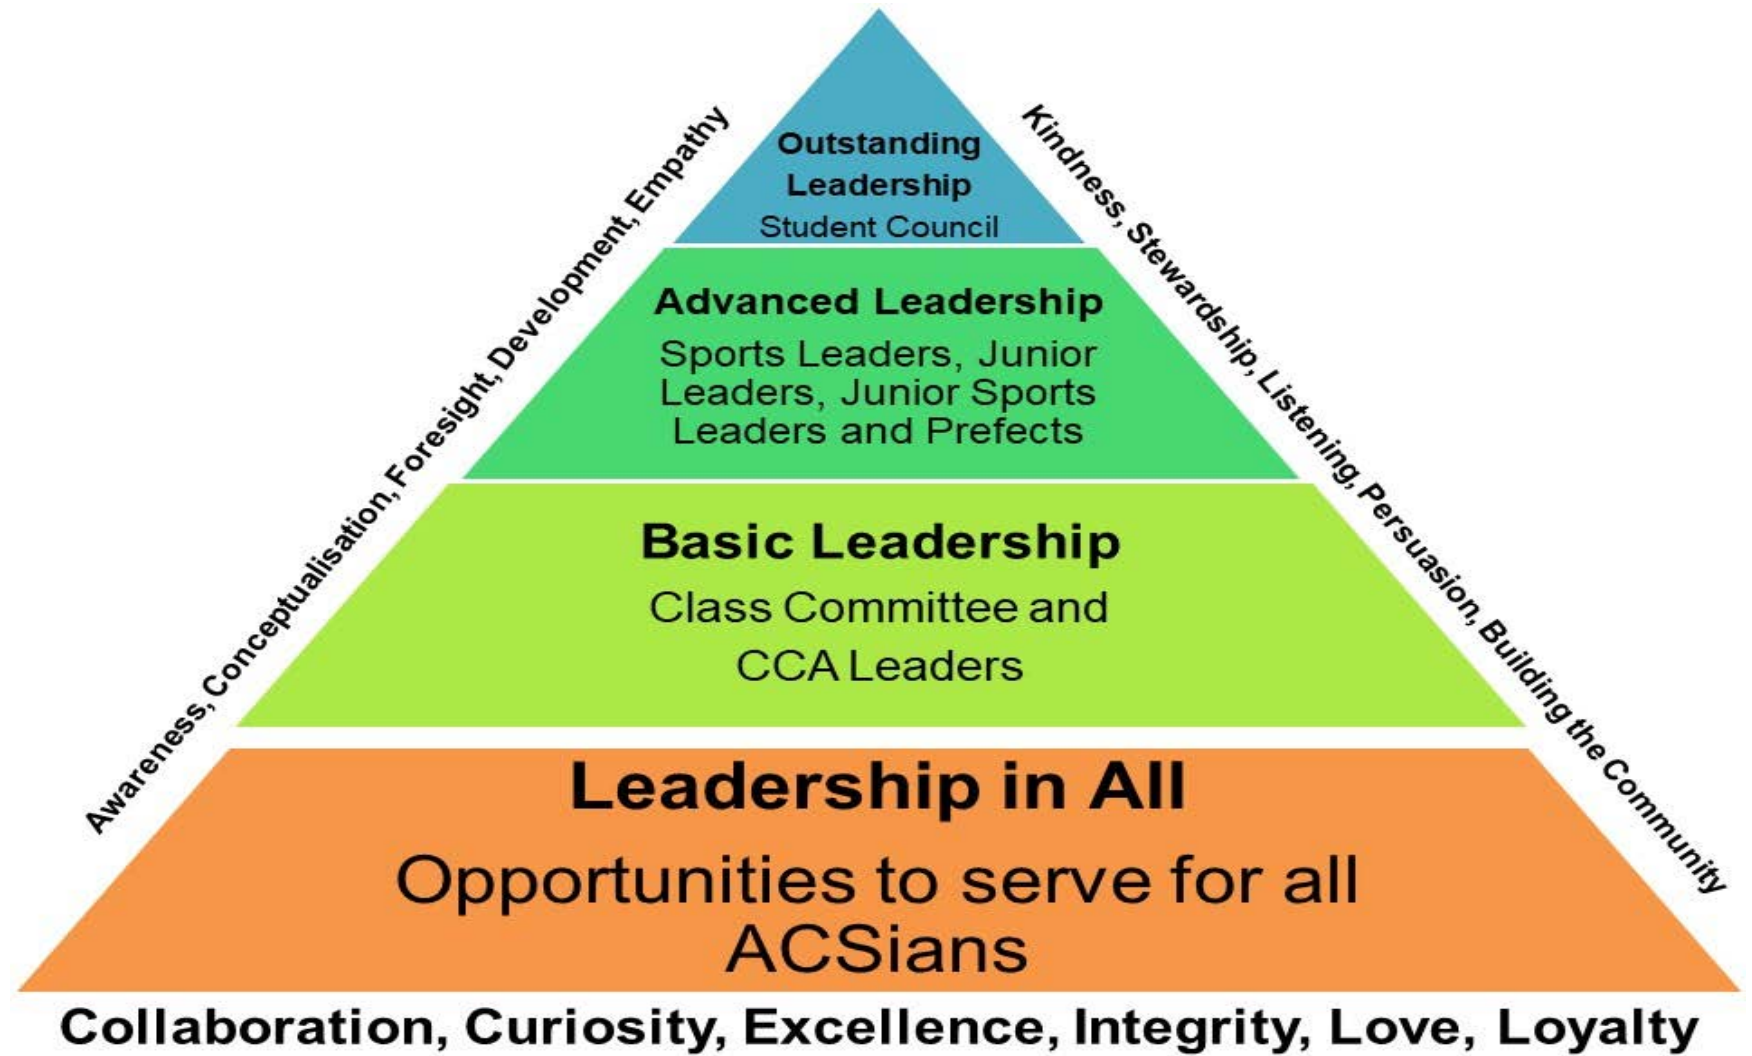 Outstanding
Leadership
Student Council
Advanced Leadership
Sports Leaders, Junior
Leaders, Junior Sports
Leaders and Prefects
Basic Leadership
Class Committee and
CCA Leaders
Leadership in All
Opportunities to serve for all
ACSians
Awareness, Conceptualisation, Foresight, Development, Empathy
Kindness, Stewardship, Listening, Persuasion, Building the Community
Collaboration, Curiosity, Excellence, Integrity, Love, Loyalty